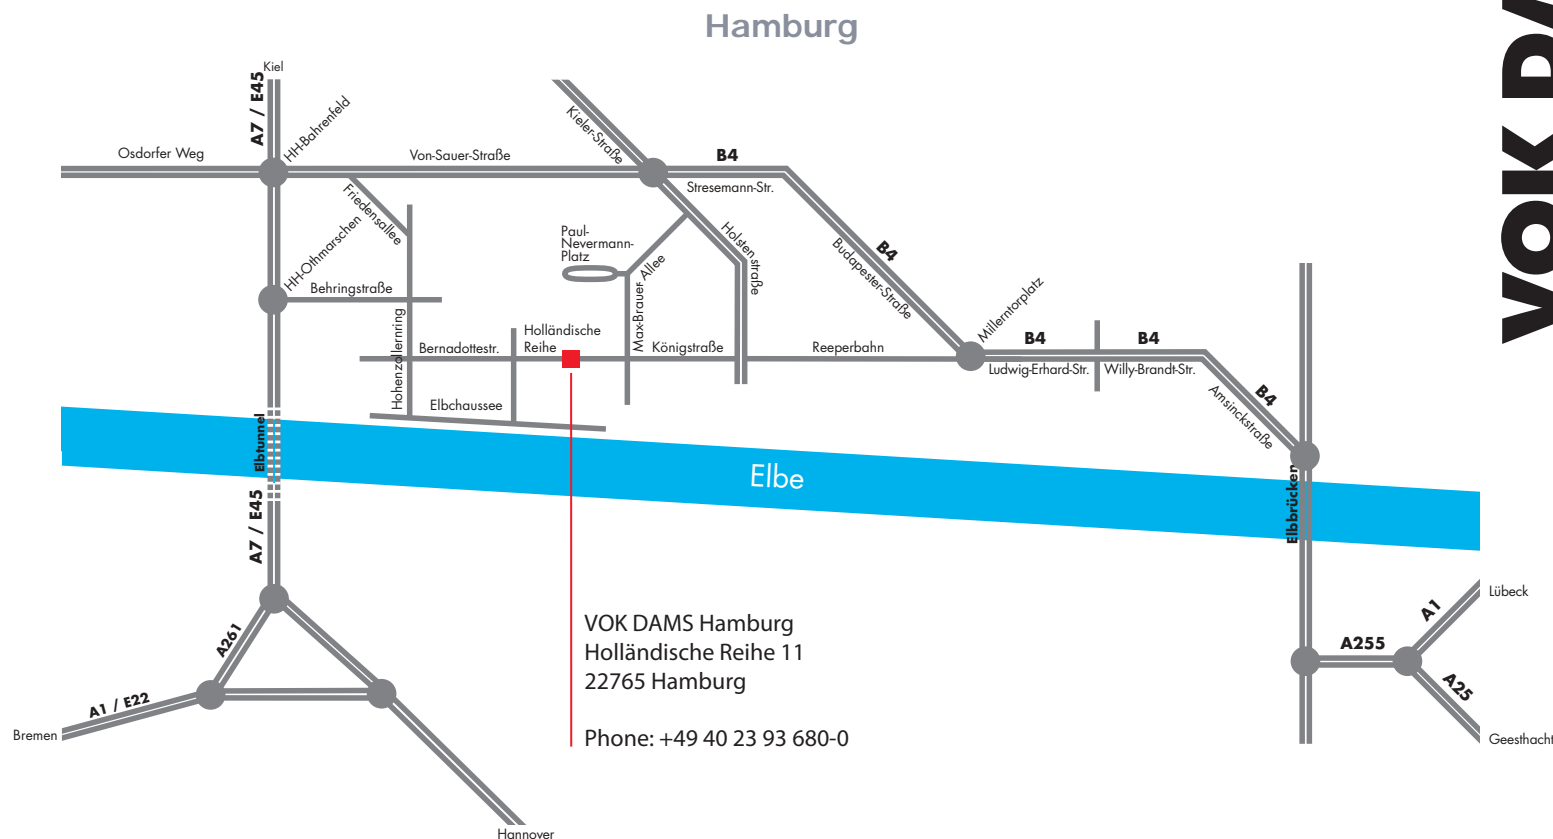 Hamburg
VOK DA
Kiel
A7 / E45
HH-Bahrenfeld
Osdorfer Weg
Von-Sauer-Straße
Kieler-Straße
B4
Stresemann-Str.
Friedensallee
HH-Othmarschen
Behringstraße
Paul-
Nevermann-
Platz
Holstenstraße
Max-Brauer-Allee
B4
Budapester-Straße
Millerntorplatz
Hohenzollernring
Bernadottestr.
Holländische
Reihe
Königstraße
Reeperbahn
B4
Ludwig-Erhard-Str.
B4
Willy-Brandt-Str.
B4
Amsinckstraße
Elbchaussee
Elbtunnel
Elbe
Elbbrücken
A7 / E45
A261
A1 / E22
Bremen
Hannover
VOK DAMS Hamburg
Holländische Reihe 11
22765 Hamburg
Phone: +49 40 23 93 680-0
A255
A1
Lübeck
A25
Geesthacht